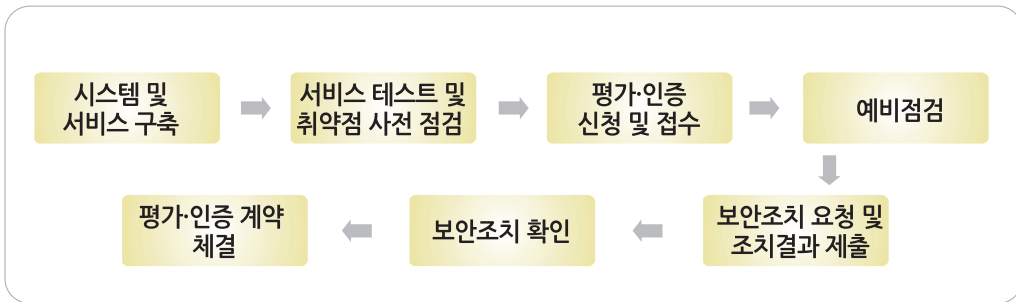 시스템 및
서비스 구축
서비스 테스트 및
취약점 사전 점검
평가·인증
신청 및 접수
예비점검
보안조치 요청 및
조치결과 제출
보안조치 확인
평가·인증 계약
체결